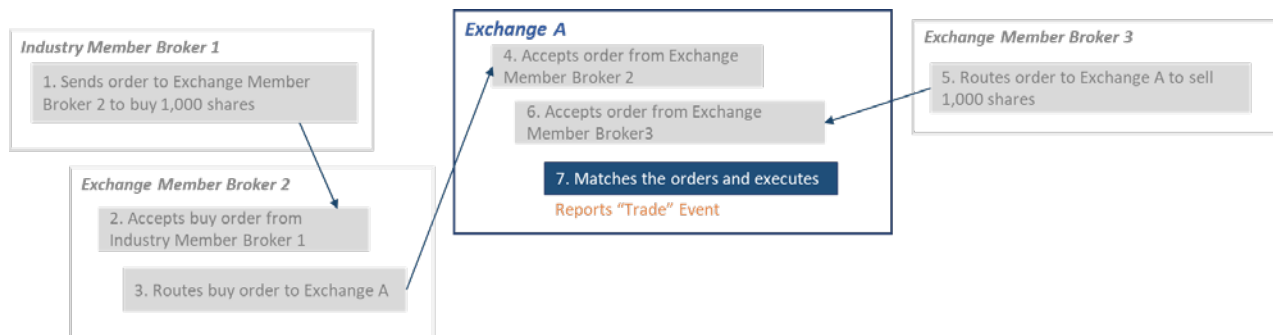 Industry Member Broker 1
1. Sends order to Exchange Member
Broker 2 to buy 1,000 shares
Exchange Member Broker 2
2. Accepts buy order from
Industry Member Broker 1
3. Routes buy order to Exchange A
Exchange A
4. Accepts order from Exchange
Member Broker 2
6. Accepts order from Exchange
Member Broker3
7. Matches the orders and executes
Reports “Trade” Event
Exchange Member Broker 3
5. Routes order to Exchange A to sell
1,000 shares